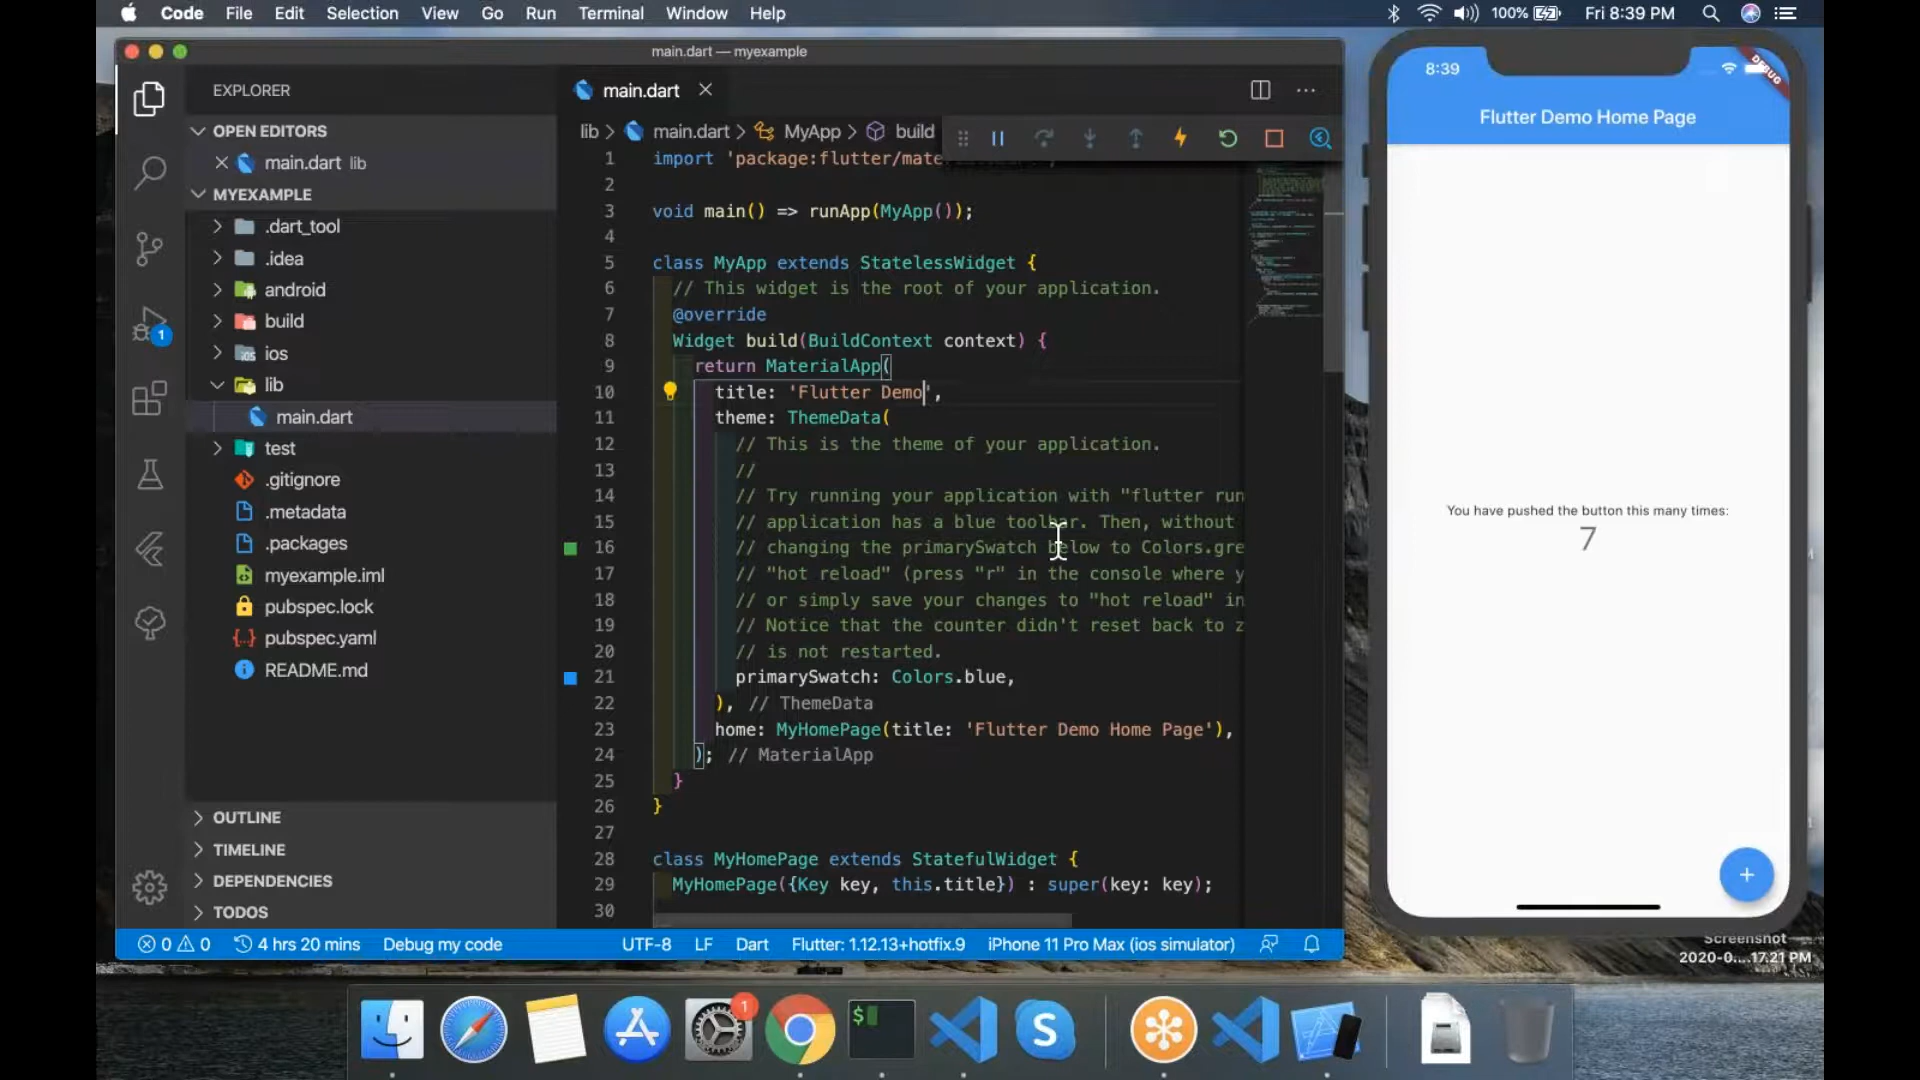 Code File Edit Selection View Go Run Terminal Window Help
100% Fri 8:39 PM
main.dart — myexample
EXPLORER
OPEN EDITORS
main.dart lib
MYEXAMPLE
.dart_tool
.idea
android
build
ios
lib
main.dart
test
.gitignore
.metadata
.packages
myexample.iml
pubspec.lock
pubspec.yaml
README.md
OUTLINE
TIMELINE
DEPENDENCIES
TODOS
1
main.dart
lib > main.dart > MyApp > build
1 import 'package:flutter/mate
2
3 void main() => runApp(MyApp());
4
5 class MyApp extends StatelessWidget {
6 // This widget is the root of your application.
7 @override
8 Widget build(BuildContext context) {
9 return MaterialApp(
10 title: 'Flutter Demo',
11 theme: ThemeData(
12 // This is the theme of your application.
13 //
14 // Try running your application with "flutter run
15 // application has a blue toolbar. Then, without
16 // changing the primarySwatch below to Colors.gre
17 // "hot reload" (press "r" in the console where y
18 // or simply save your changes to "hot reload" in
19 // Notice that the counter didn't reset back to z
20 // is not restarted.
21 primarySwatch: Colors.blue,
22 ), // ThemeData
23 home: MyHomePage(title: 'Flutter Demo Home Page'),
24 ); // MaterialApp
25 }
26 }
27
28 class MyHomePage extends StatefulWidget {
29 MyHomePage({Key key, this.title}) : super(key: key);
30
0 0 4 hrs 20 mins Debug my code UTF-8 LF Dart Flutter: 1.12.13+hotfix.9 iPhone 11 Pro Max (ios simulator)
8:39
DEBUG
Flutter Demo Home Page
You have pushed the button this many times:
7
+
Screenshot
2020-0....17.21 PM
1
$
S